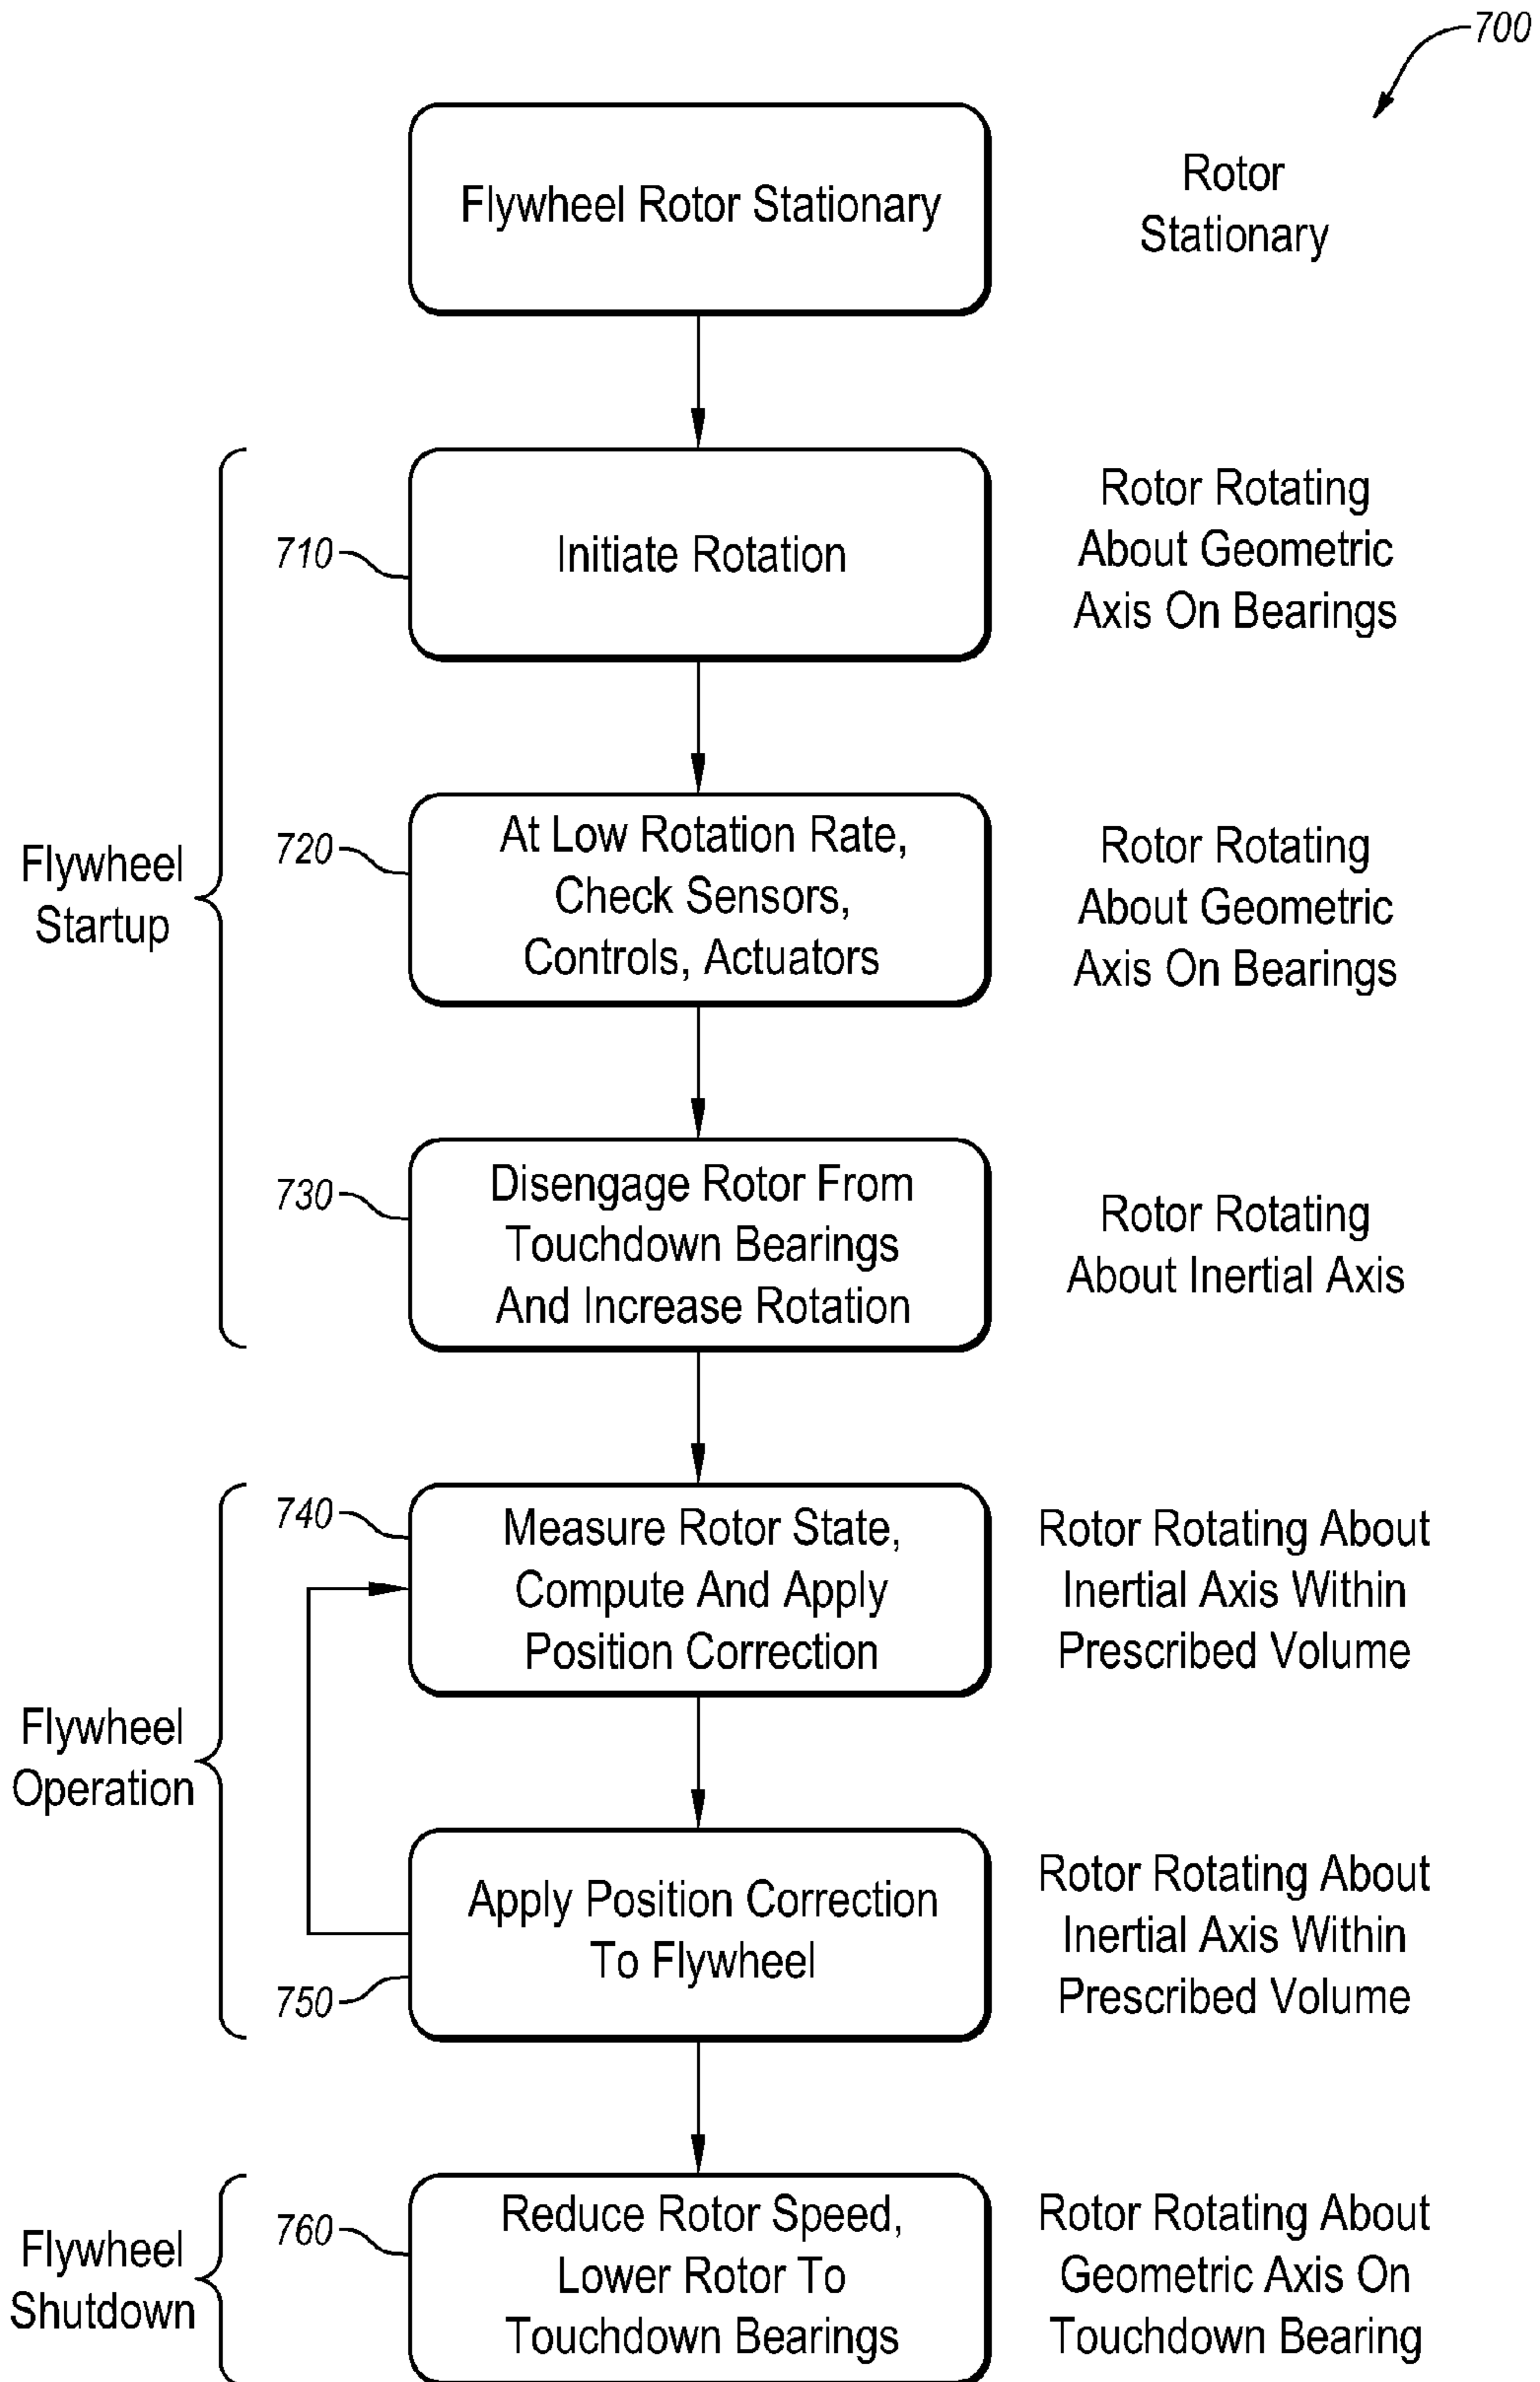 700
Flywheel Rotor Stationary
Rotor
Stationary
Flywheel
Startup
710
Initiate Rotation
Rotor Rotating
About Geometric
Axis On Bearings
720
At Low Rotation Rate,
Check Sensors,
Controls, Actuators
Rotor Rotating
About Geometric
Axis On Bearings
730
Disengage Rotor From
Touchdown Bearings
And Increase Rotation
Rotor Rotating
About Inertial Axis
Flywheel
Operation
740
Measure Rotor State,
Compute And Apply
Position Correction
Rotor Rotating About
Inertial Axis Within
Prescribed Volume
750
Apply Position Correction
To Flywheel
Rotor Rotating About
Inertial Axis Within
Prescribed Volume
Flywheel
Shutdown
760
Reduce Rotor Speed,
Lower Rotor To
Touchdown Bearings
Rotor Rotating About
Geometric Axis On
Touchdown Bearing